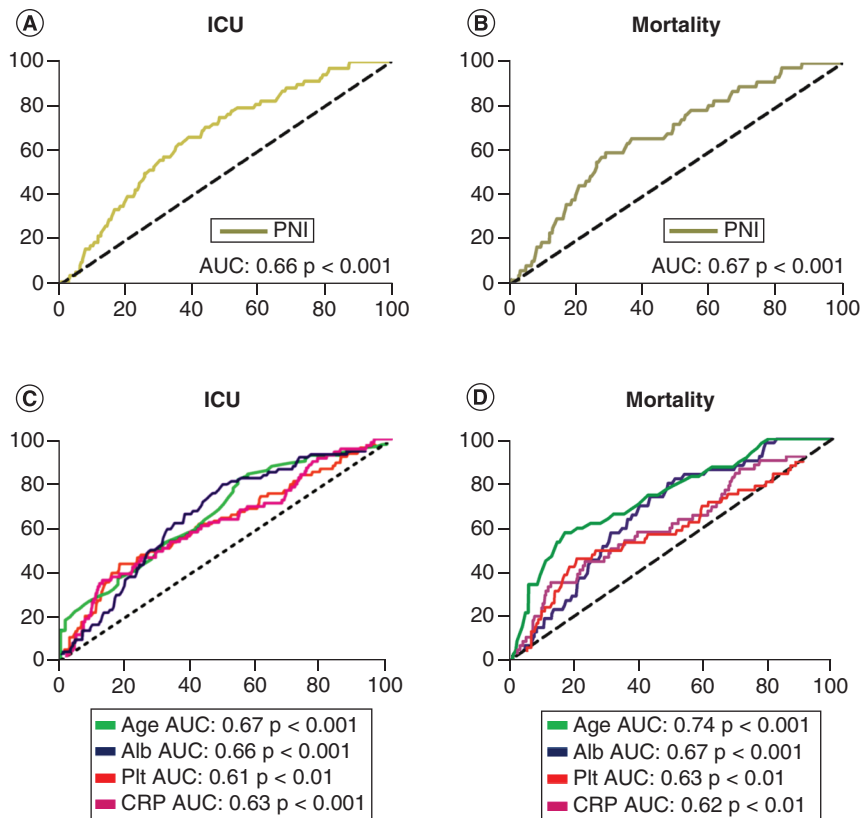 A
ICU
100
80
60
40
20
0
PNI
AUC: 0.66 p < 0.001
0 20 40 60 80 100
B
Mortality
100
80
60
40
20
0
PNI
AUC: 0.67 p < 0.001
0 20 40 60 80 100
C
ICU
100
80
60
40
20
0
0 20 40 60 80 100
Age AUC: 0.67 p < 0.001
Alb AUC: 0.66 p < 0.001
Plt AUC: 0.61 p < 0.01
CRP AUC: 0.63 p < 0.001
D
Mortality
100
80
60
40
20
0
0 20 40 60 80 100
Age AUC: 0.74 p < 0.001
Alb AUC: 0.67 p < 0.001
Plt AUC: 0.63 p < 0.01
CRP AUC: 0.62 p < 0.01